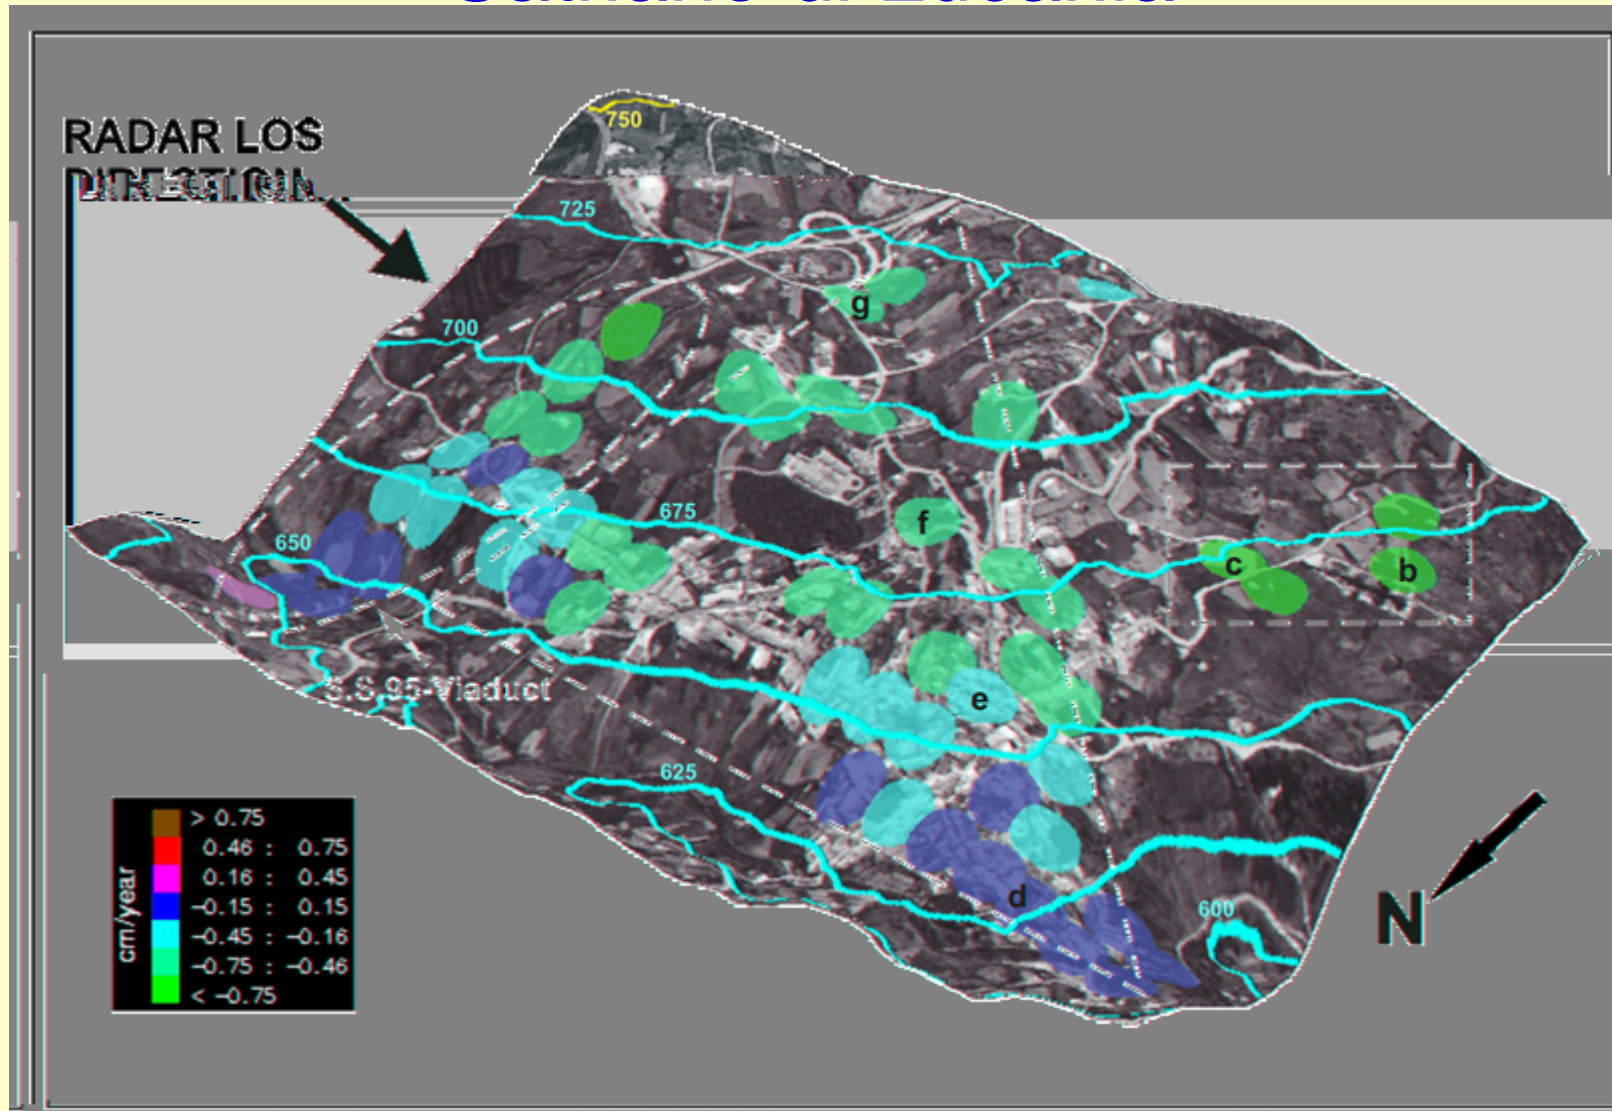 RADAR LOS
DIRECTION
750
725
700
g
675
f
c
b
650
S.S.95-Viaduct
e
625
d
600
N
cm/year
> 0.75
0.46 : 0.75
0.16 : 0.45
−0.15 : 0.15
−0.45 : −0.16
−0.75 : −0.46
< −0.75